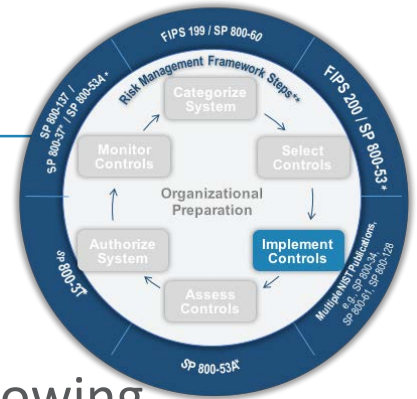 FIPS 199 / SP 800-60
Risk Management Framework Steps**
SP 800-137 /
SP 800-37* / SP 800-53A*
FIPS 200 / SP 800-53*
Categorize
System
Monitor
Controls
Select
Controls
Organizational
Preparation
Authorize
System
Implement
Controls
Assess
Controls
Multiple NIST Publications,
e.g., SP 800-34,
SP 800-61, SP 800-128
SP 800-37*
SP 800-53A*
owing